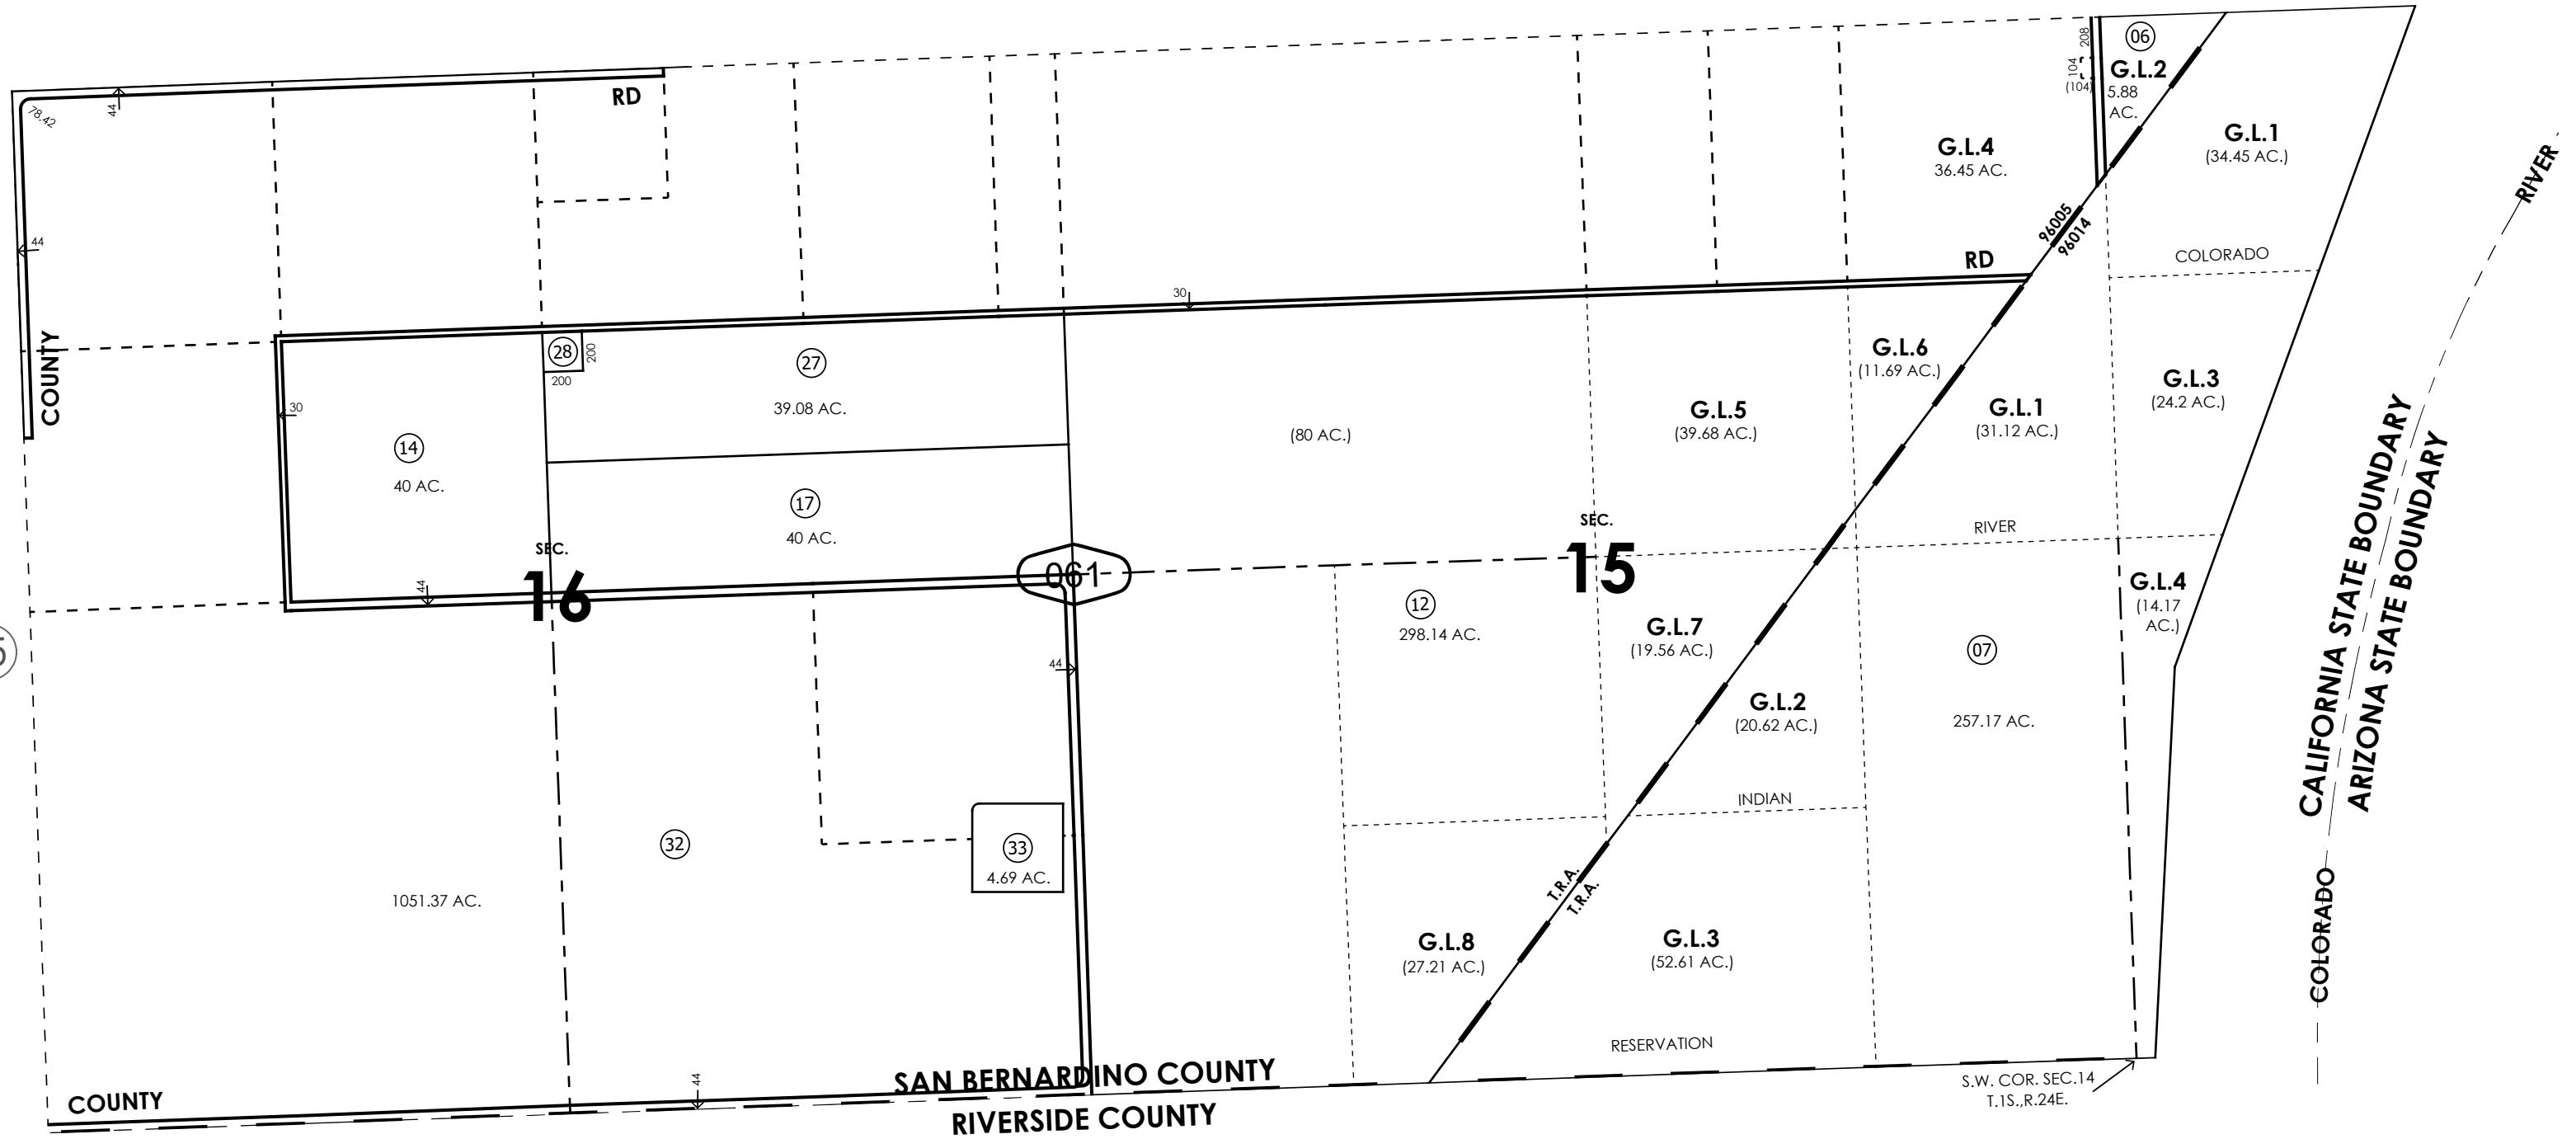 06
G.L.2
5.88
AC.
208
104
(104)
G.L.1
(34.45 AC.)
RD
44
78.42
G.L.4
36.45 AC.
RIVER
96005
96014
44
COLORADO
RD
30
COUNTY
28
200
200
27
39.08 AC.
G.L.6
(11.69 AC.)
G.L.3
(24.2 AC.)
30
G.L.5
(39.68 AC.)
G.L.1
(31.12 AC.)
(80 AC.)
14
40 AC.
17
40 AC.
SEC.
15
RIVER
SEC.
16
061
44
CALIFORNIA STATE BOUNDARY
ARIZONA STATE BOUNDARY
G.L.4
(14.17
AC.)
12
298.14 AC.
G.L.7
(19.56 AC.)
07
257.17 AC.
44
G.L.2
(20.62 AC.)
INDIAN
32
33
4.69 AC.
1051.37 AC.
T.R.A.
T.R.A.
G.L.8
(27.21 AC.)
G.L.3
(52.61 AC.)
COLORADO
RESERVATION
SAN BERNARDINO COUNTY
RIVERSIDE COUNTY
44
COUNTY
S.W. COR. SEC.14
T.1S.,R.24E.